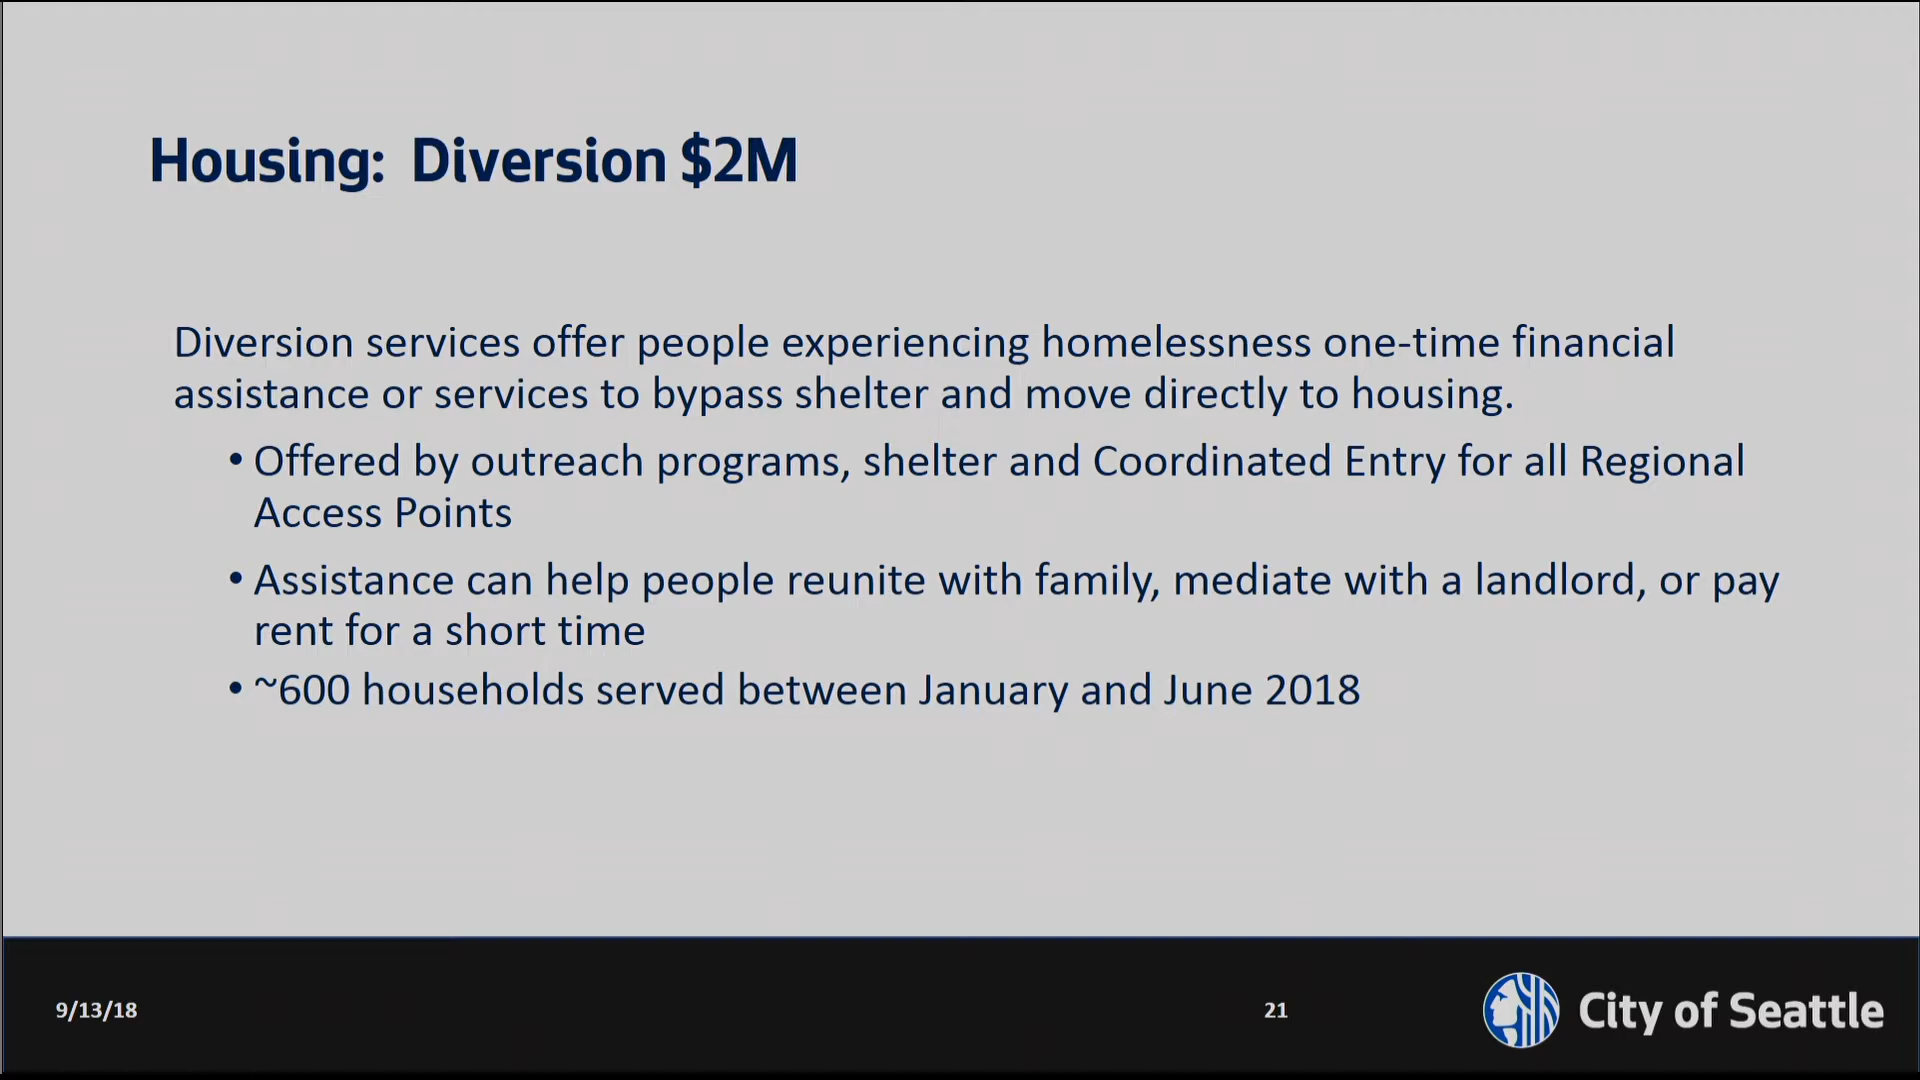 Housing: Diversion $2M
Diversion services offer people experiencing homelessness one-time financial
assistance or services to bypass shelter and move directly to housing.
• Offered by outreach programs, shelter and Coordinated Entry for all Regional
Access Points
• Assistance can help people reunite with family, mediate with a landlord, or pay
rent for a short time
• ~600 households served between January and June 2018
9/13/18
21
City of Seattle